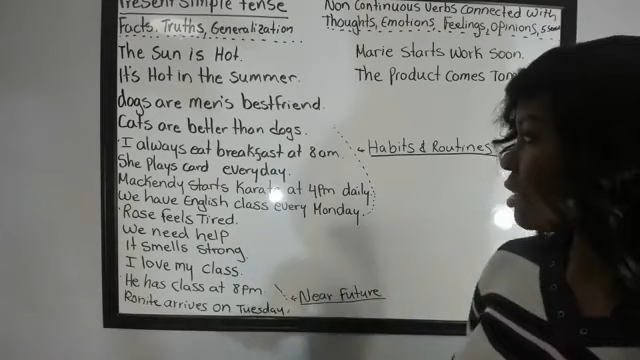 Present Simple Tense
Facts, Truths, Generalization
The Sun is Hot.
It's Hot in the Summer.
dogs are men's bestfriend.
Cats are better than dogs.
I always eat breakfast at 8am.
She Plays card everyday.
Mackendy Starts Karate at 4Pm daily.
We have English class every Monday.
Rose feels Tired.
We need help
It Smells Strong.
I love my class.
He has class at 8pm
Ronite arrives on Tuesday.
Non Continuous Verbs Connected With
Thoughts, Emotions, Feelings, Opinions,
Marie Starts Work Soon.
The Product Comes
Habits & Routines
Near Future